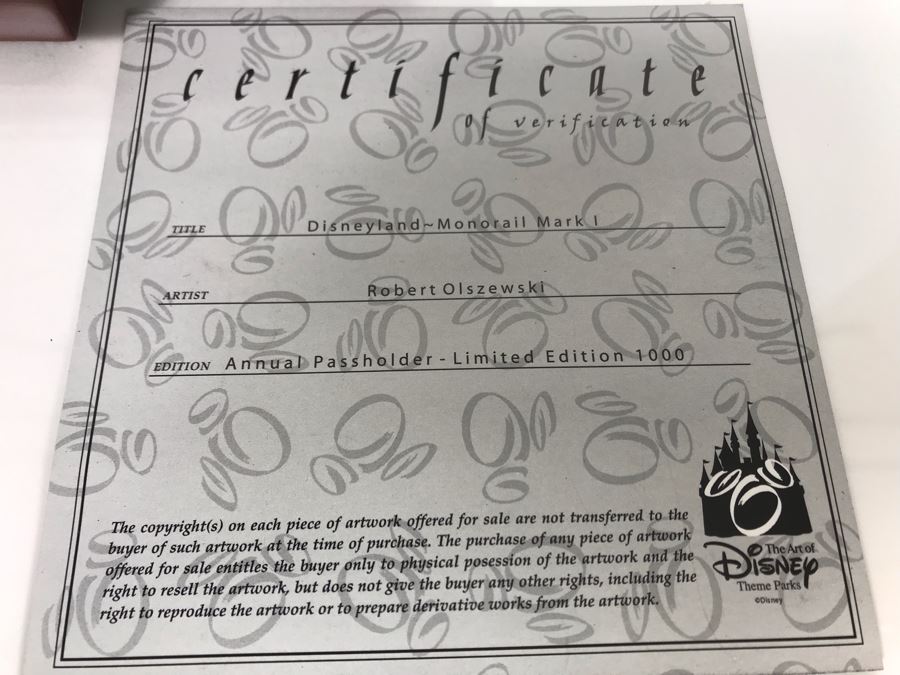 certificate
of verification
TITLE Disneyland~Monorail Mark I
ARTIST Robert Olszewski
EDITION Annual Passholder - Limited Edition 1000
The copyright(s) on each piece of artwork offered for sale are not transferred to the
buyer of such artwork at the time of purchase. The purchase of any piece of artwork
offered for sale entitles the buyer only to physical posession of the artwork and the
right to resell the artwork, but does not give the buyer any other rights, including the
right to reproduce the artwork or to prepare derivative works from the artwork.
The Art of
DISNEY
Theme Parks
©Disney